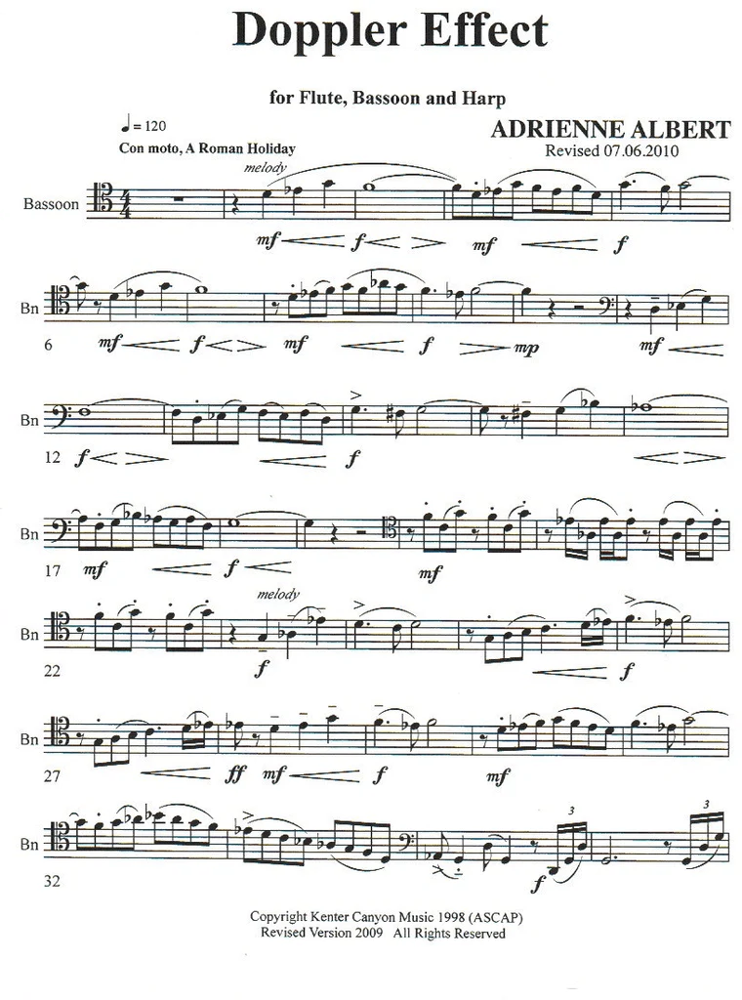 Doppler Effect
for Flute, Bassoon and Harp
♩ = 120
ADRIENNE ALBERT
Con moto, A Roman Holiday
Revised 07.06.2010
melody
Bassoon
4
4
mf f mf f
Bn
6 mf f mf f mp mf
Bn
12 f f
Bn
17 mf f mf
melody
Bn
22 f f
Bn
27 ff mf f mf
Bn
3 3
32 f
Copyright Kenter Canyon Music 1998 (ASCAP)
Revised Version 2009 All Rights Reserved